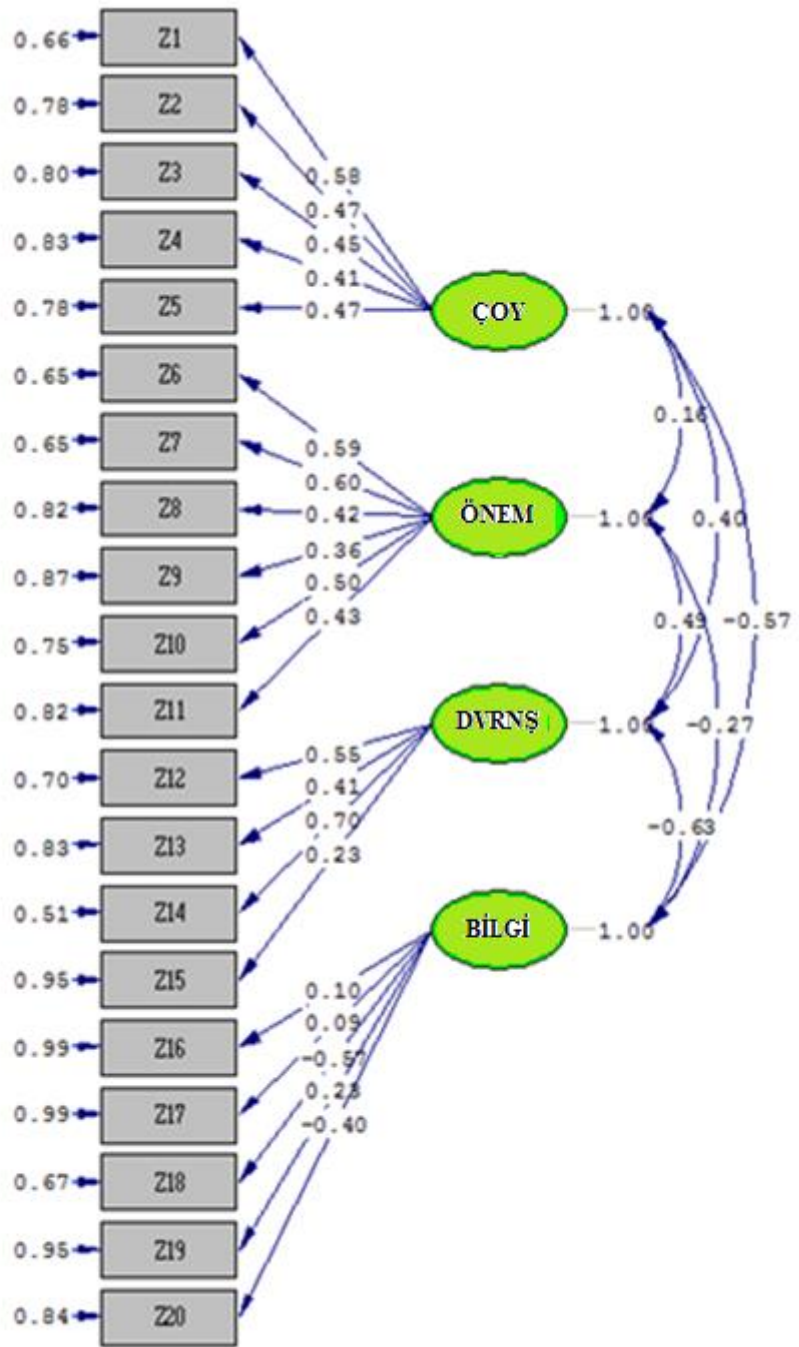 0.66 Z1
0.78 Z2
0.80 Z3
0.58
0.47
0.83 Z4
0.45
0.41
0.78 Z5
0.47
ÇOY
1.00
0.65 Z6
0.16
0.65 Z7
0.59
0.60
0.82 Z8
0.42
ÖNEM
1.00
0.40
0.87 Z9
0.36
0.50
0.75 Z10
0.43
0.49
-0.57
0.82 Z11
DVRNŞ
1.00
-0.27
0.70 Z12
0.55
0.41
0.83 Z13
0.70
0.23
-0.63
0.51 Z14
BİLGİ
1.00
0.95 Z15
0.10
0.99 Z16
0.09
-0.57
0.99 Z17
0.23
-0.40
0.67 Z18
0.95 Z19
0.84 Z20